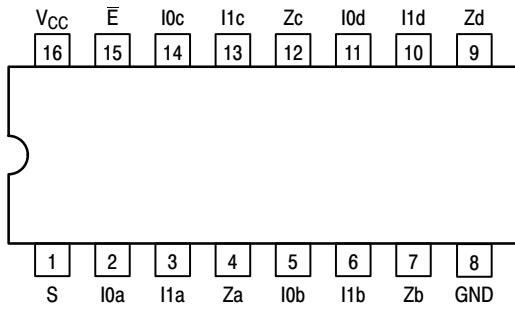 VCC E̅ I0c I1c Zc I0d I1d Zd
16 15 14 13 12 11 10 9
1 2 3 4 5 6 7 8
S I0a I1a Za I0b I1b Zb GND